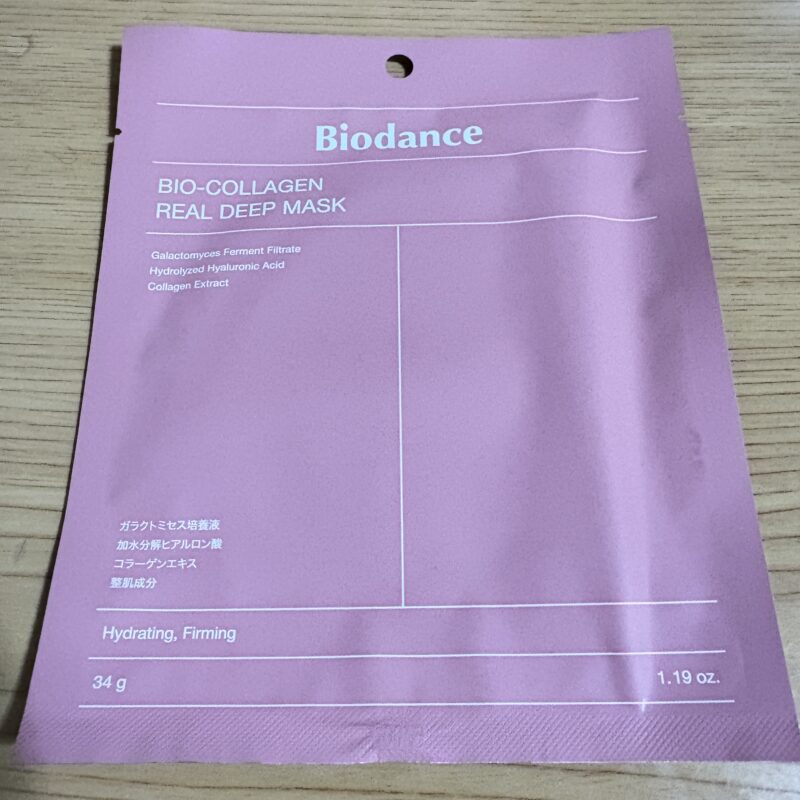 Biodance
BIO-COLLAGEN
REAL DEEP MASK
Galactomyces Ferment Filtrate
Hydrolyzed Hyaluronic Acid
Collagen Extract
ガラクトミセス培養液
加水分解ヒアルロン酸
コラーゲンエキス
整肌成分
Hydrating, Firming
34 g
1.19 oz.